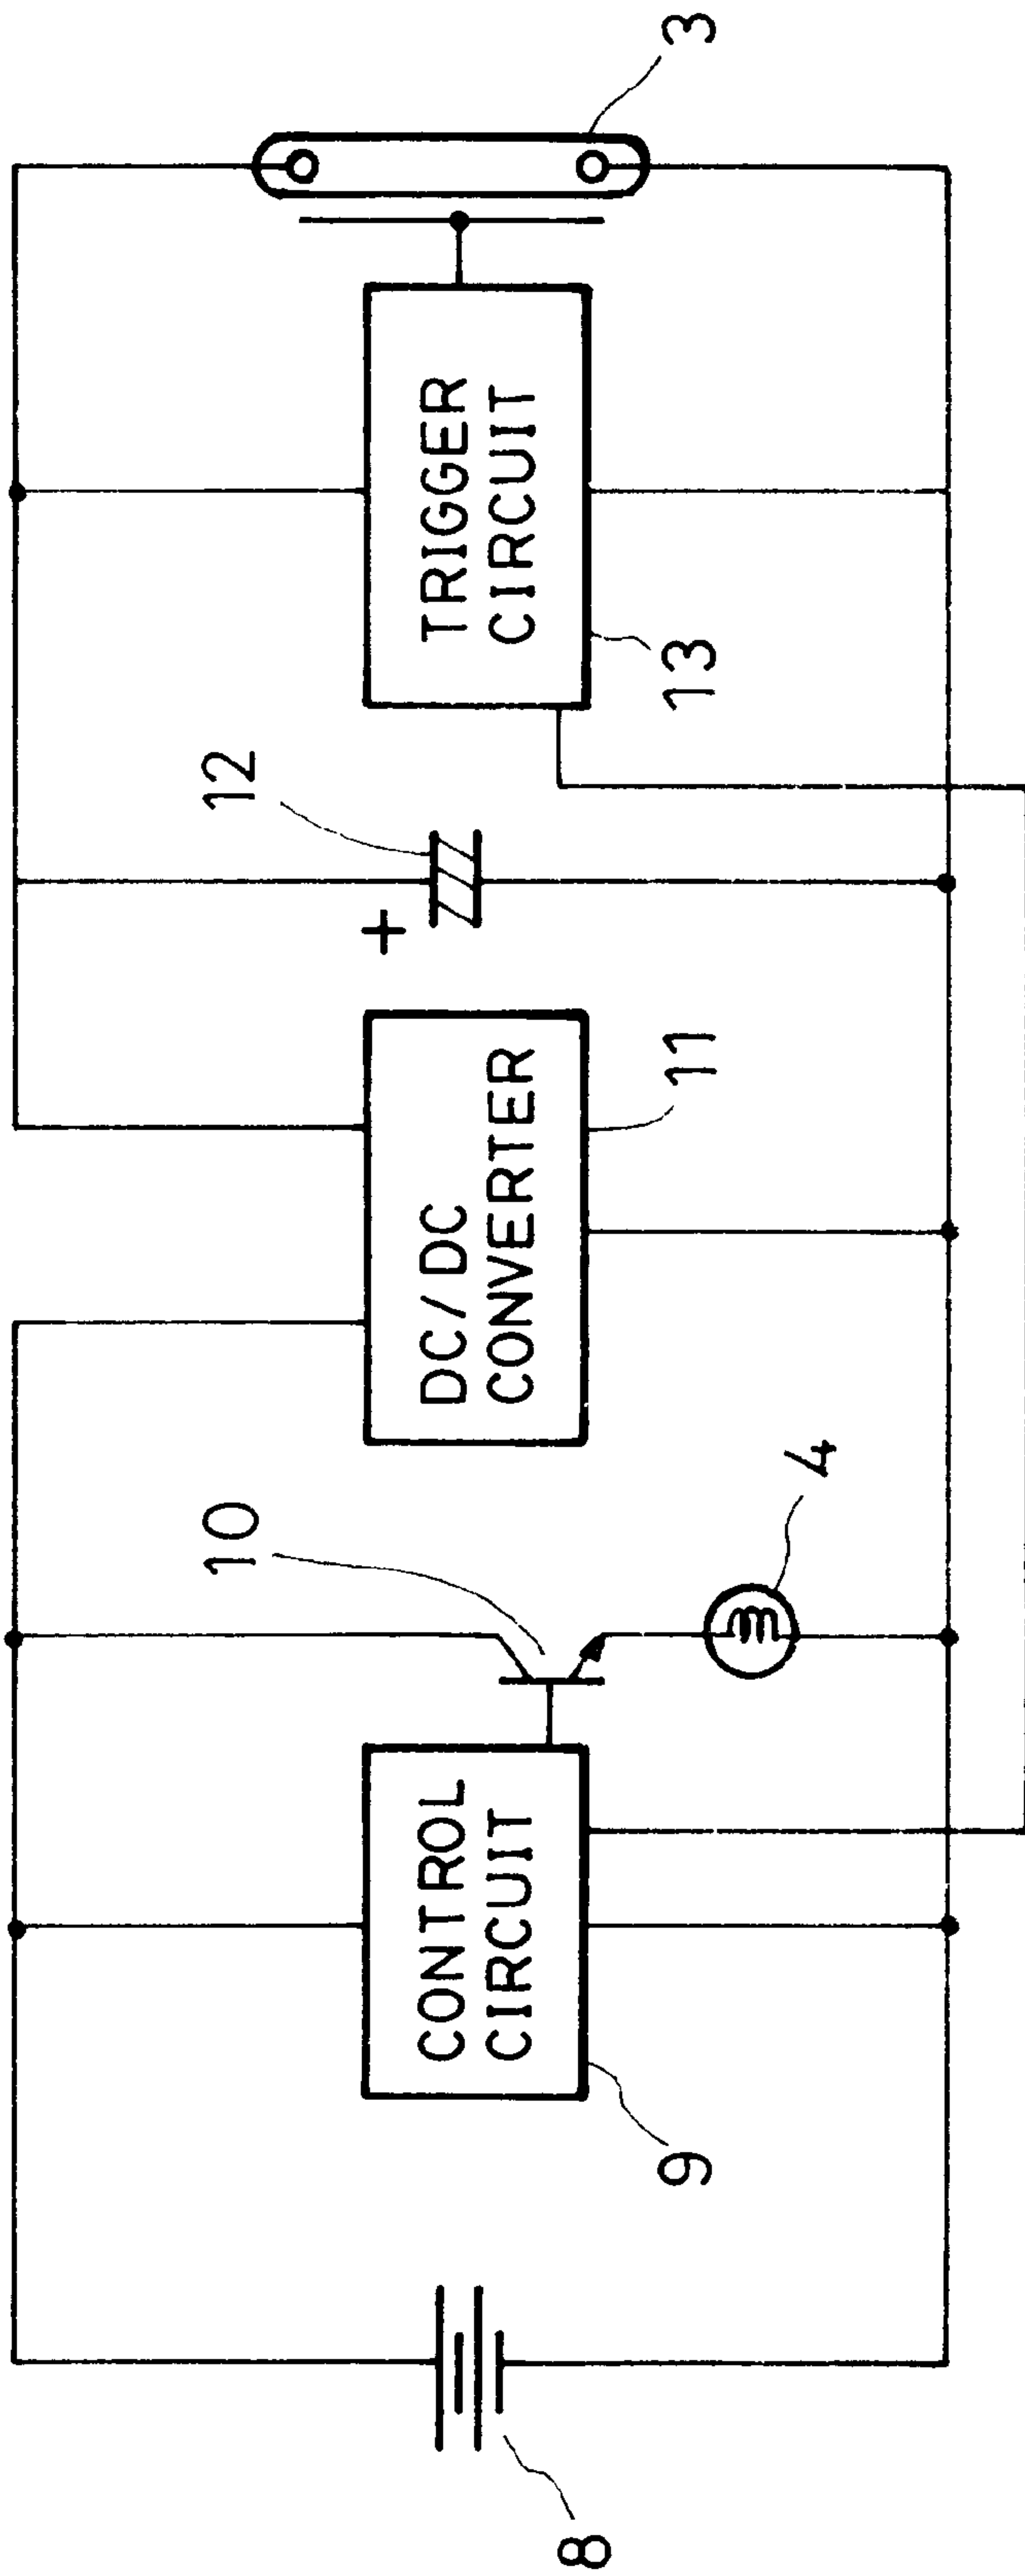 8
9
CONTROL
CIRCUIT
10
4
DC/DC
CONVERTER
11
+
12
TRIGGER
CIRCUIT
13
3